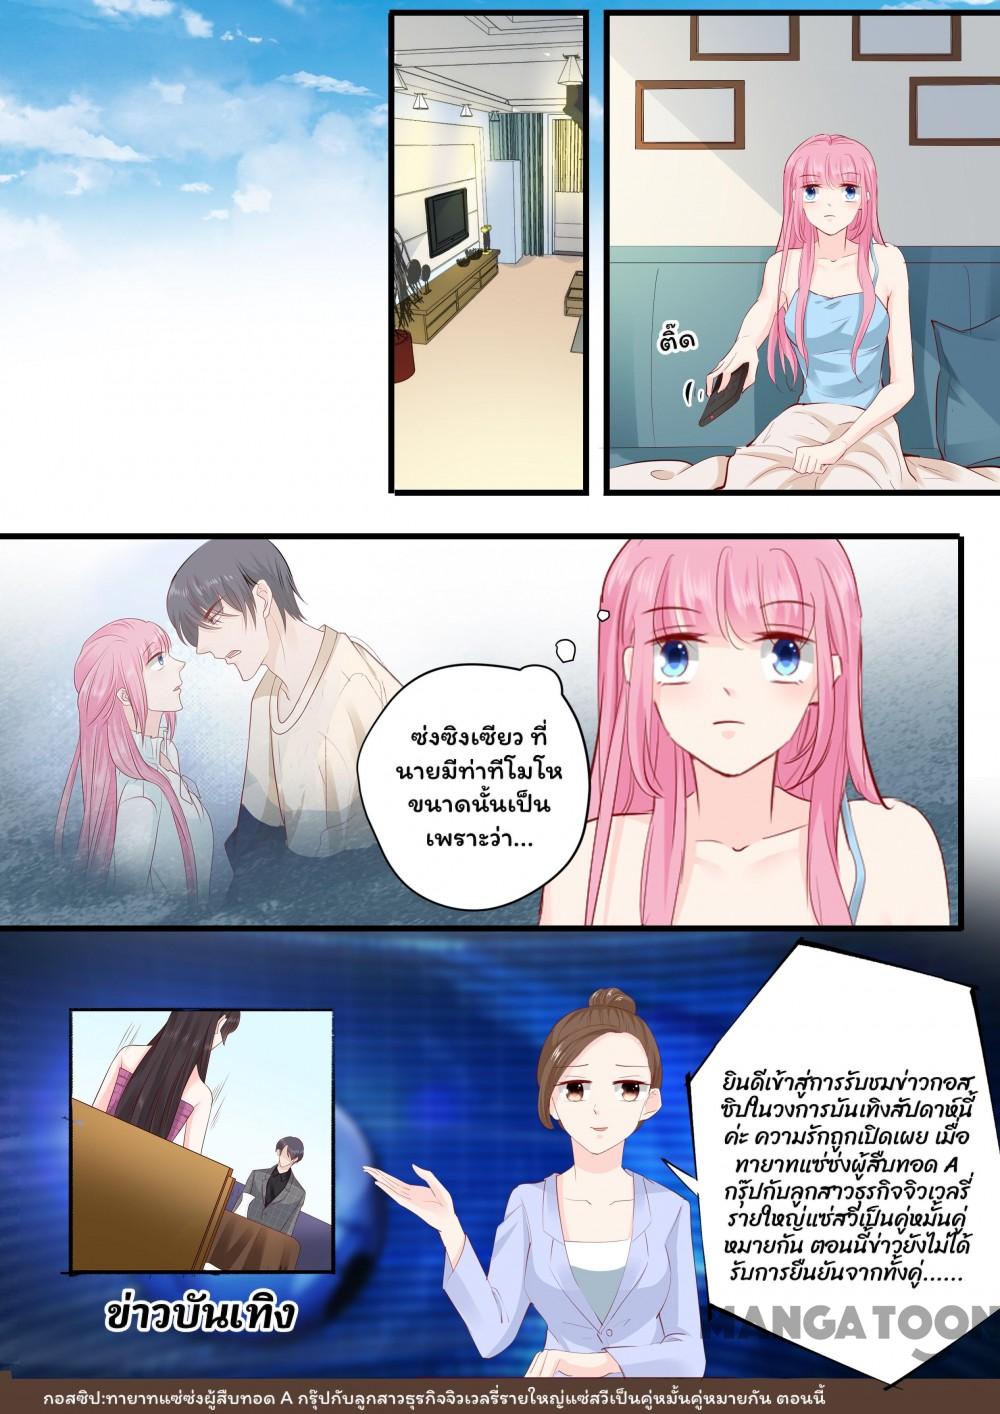 ติ๊ด
ซ่งซิงเซียว ที่
นายมีท่าทีโมโห
ขนาดนั้นเป็น
เพราะว่า...
ยินดีเข้าสู่การรับชมข่าวกอส
ซิปในวงการบันเทิงสัปดาห์นี้
ค่ะ ความรักถูกเปิดเผย เมื่อ
ทายาทแซ่ซ่งผู้สืบทอด A
กรุ๊ปกับลูกสาวธุรกิจจิวเวลรี่
รายใหญ่แซ่สวีเป็นคู่หมั้นคู่
หมายกัน ตอนนี้ข่าวยังไม่ได้
รับการยืนยันจากทั้งคู่......
ข่าวบันเทิง
MANGATOON
กอสซิป:ทายาทแซ่ซ่งผู้สืบทอด A กรุ๊ปกับลูกสาวธุรกิจจิวเวลรี่รายใหญ่แซ่สวีเป็นคู่หมั้นคู่หมายกัน ตอนนี้